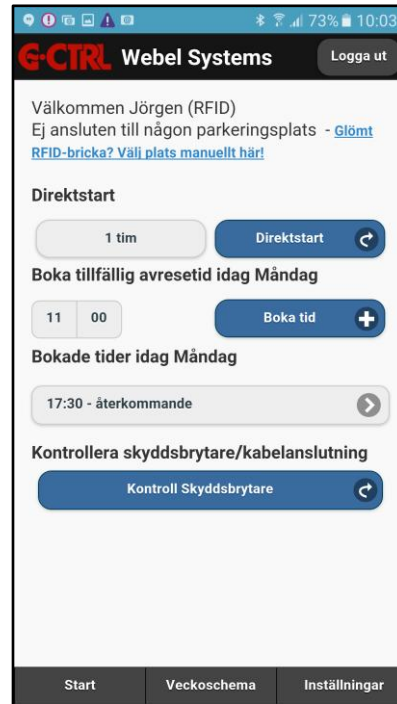 73% 10:03
G-CTRL Webel Systems Logga ut
Välkommen Jörgen (RFID)
Ej ansluten till någon parkeringsplats - Glömt
RFID-bricka? Välj plats manuellt här!
Direktstart
1 tim Direktstart
Boka tillfällig avresetid idag Måndag
11 00 Boka tid
Bokade tider idag Måndag
17:30 - återkommande
Kontrollera skyddsbrytare/kabelanslutning
Kontroll Skyddsbrytare
Start Veckoschema Inställningar